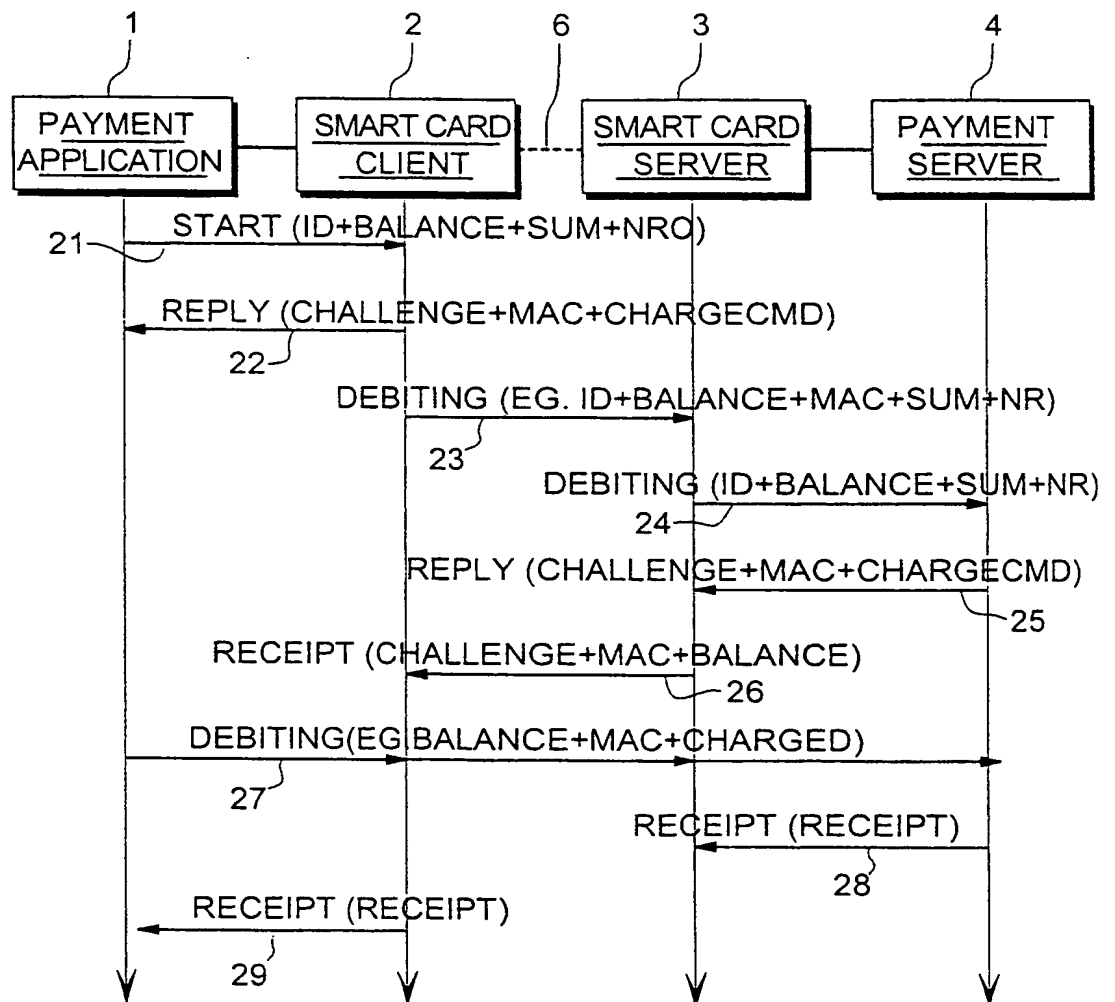 1 2 6 3 4
PAYMENT APPLICATION
SMART CARD CLIENT
SMART CARD SERVER
PAYMENT SERVER
START (ID+BALANCE+SUM+NRO)
21
REPLY (CHALLENGE+MAC+CHARGECMD)
22
DEBITING (EG. ID+BALANCE+MAC+SUM+NR)
23
DEBITING (ID+BALANCE+SUM+NR)
24
REPLY (CHALLENGE+MAC+CHARGECMD)
25
RECEIPT (CHALLENGE+MAC+BALANCE)
26
DEBITING(EG BALANCE+MAC+CHARGED)
27
RECEIPT (RECEIPT)
28
RECEIPT (RECEIPT)
29